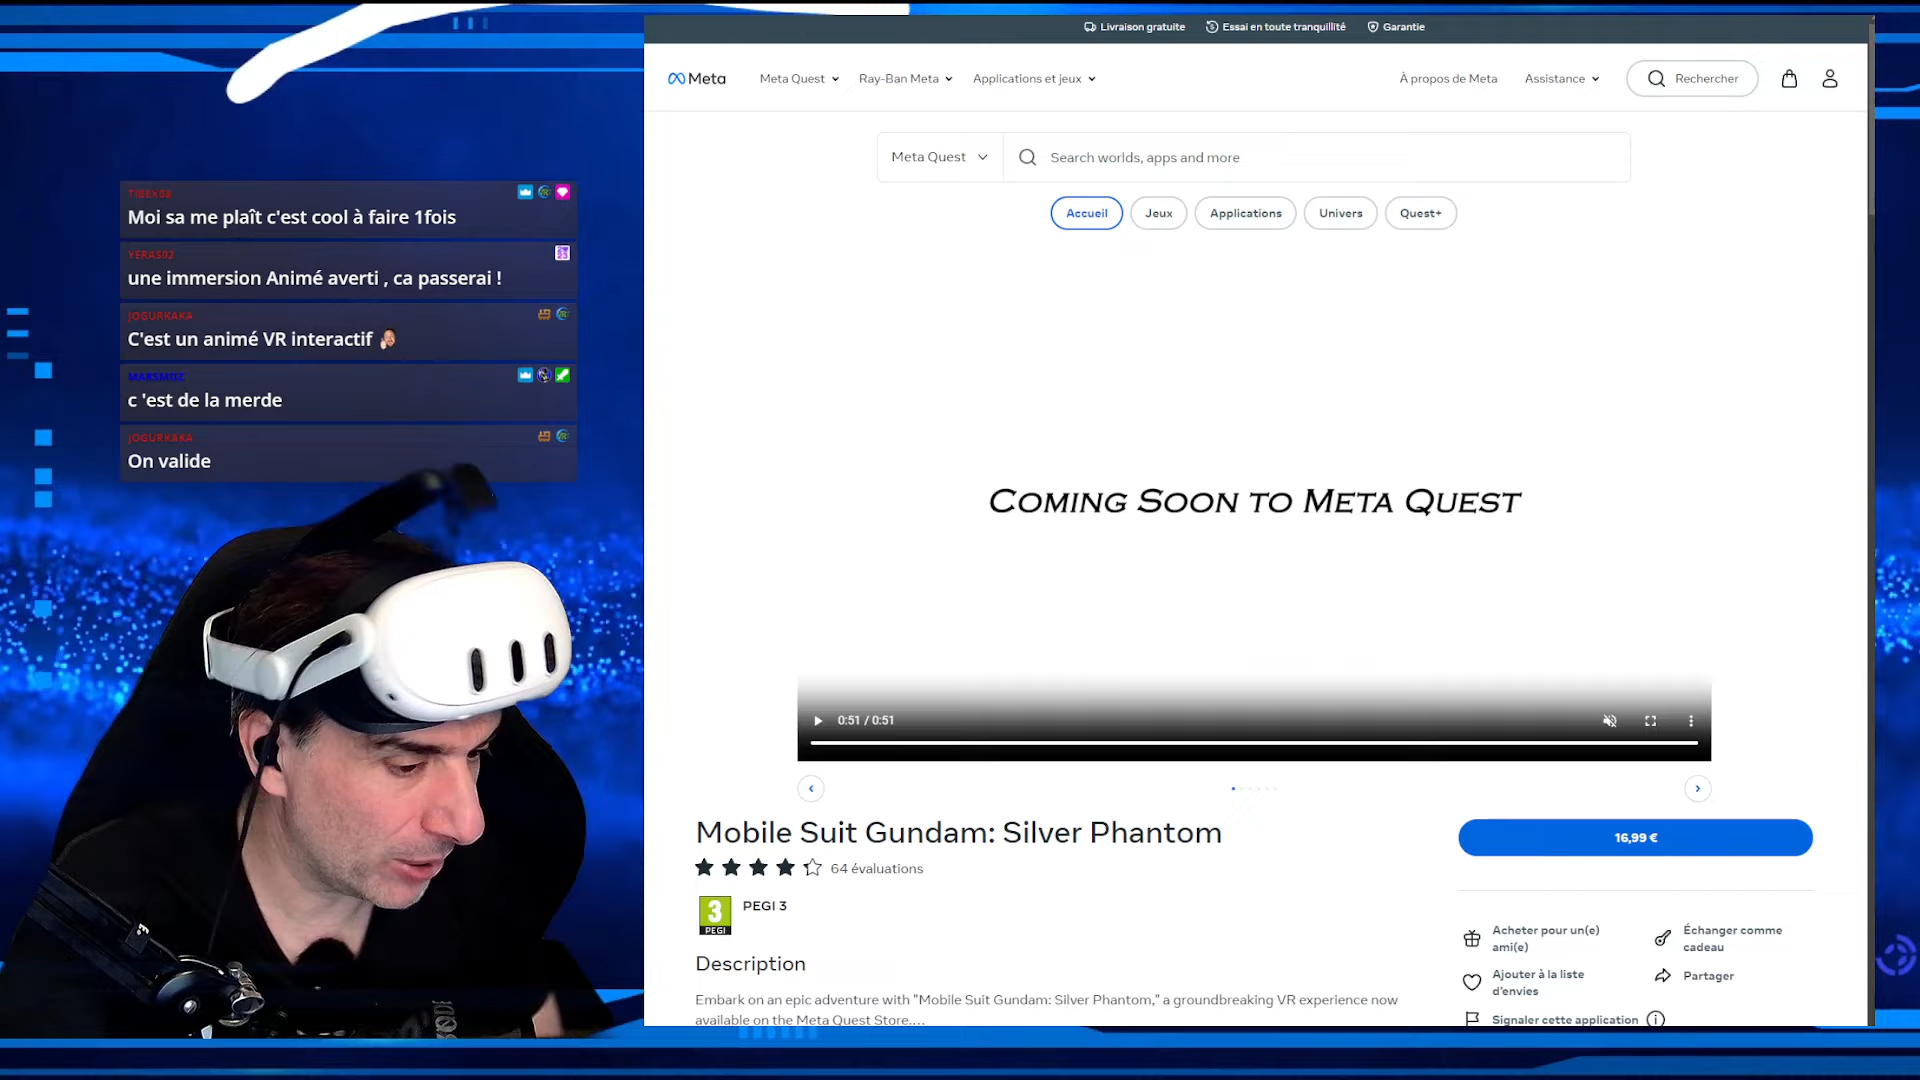 Livraison gratuite
Essai en toute tranquillité
Garantie
Meta
Meta Quest
Ray-Ban Meta
Applications et jeux
À propos de Meta
Assistance
Rechercher
Meta Quest
Search worlds, apps and more
Accueil
Jeux
Applications
Univers
Quest+
TIBEX08
Moi sa me plaît c'est cool à faire 1fois
YERAS02
une immersion Animé averti , ca passerai !
JOGURKAKA
C'est un animé VR interactif
c 'est de la merde
JOGURKAKA
On valide
COMING SOON TO META QUEST
0:51 / 0:51
Mobile Suit Gundam: Silver Phantom
64 évaluations
3
PEGI
PEGI 3
Description
Embark on an epic adventure with "Mobile Suit Gundam: Silver Phantom," a groundbreaking VR experience now
available on the Meta Quest Store....
16,99 €
Acheter pour un(e)
ami(e)
Échanger comme
cadeau
Ajouter à la liste
d'envies
Partager
Signaler cette application